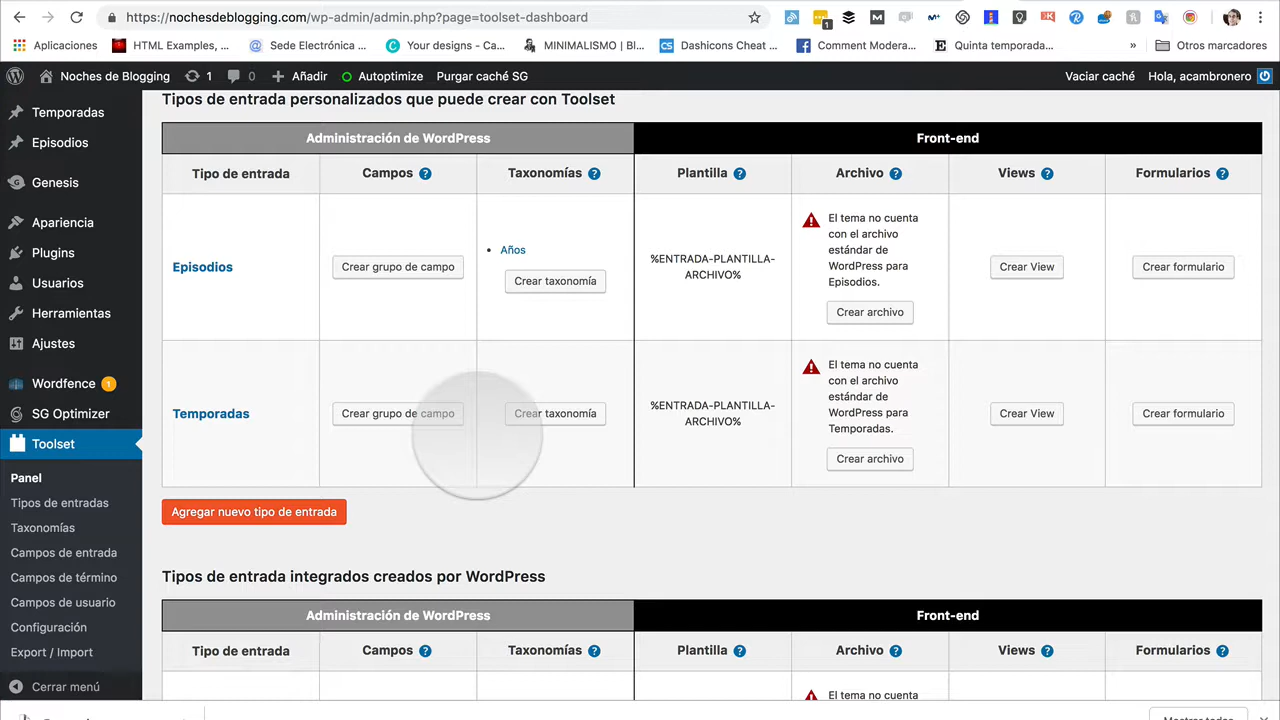 https://nochesdeblogging.com/wp-admin/admin.php?page=toolset-dashboard
Aplicaciones
HTML Examples, ...
Sede Electrónica ...
Your designs - Ca...
MINIMALISMO | Bl...
Dashicons Cheat ...
Comment Modera...
Quinta temporada...
»
Otros marcadores
Noches de Blogging
1
0
Añadir
Autoptimize
Purgar caché SG
Vaciar caché
Hola, acambronero
Temporadas
Episodios
Genesis
Apariencia
Plugins
Usuarios
Herramientas
Ajustes
Wordfence 1
SG Optimizer
Toolset
Panel
Tipos de entradas
Taxonomías
Campos de entrada
Campos de término
Campos de usuario
Configuración
Export / Import
Cerrar menú
Tipos de entrada personalizados que puede crear con Toolset
Administración de WordPress
Front-end
Tipo de entrada
Campos ?
Taxonomías ?
Plantilla ?
Archivo ?
Views ?
Formularios ?
Episodios
Crear grupo de campo
• Años
Crear taxonomía
%ENTRADA-PLANTILLA-
ARCHIVO%
El tema no cuenta
con el archivo
estándar de
WordPress para
Episodios.
Crear archivo
Crear View
Crear formulario
Temporadas
Crear grupo de campo
Crear taxonomía
%ENTRADA-PLANTILLA-
ARCHIVO%
El tema no cuenta
con el archivo
estándar de
WordPress para
Temporadas.
Crear archivo
Crear View
Crear formulario
Agregar nuevo tipo de entrada
Tipos de entrada integrados creados por WordPress
Administración de WordPress
Front-end
Tipo de entrada
Campos ?
Taxonomías ?
Plantilla ?
Archivo ?
Views ?
Formularios ?
El tema no cuenta